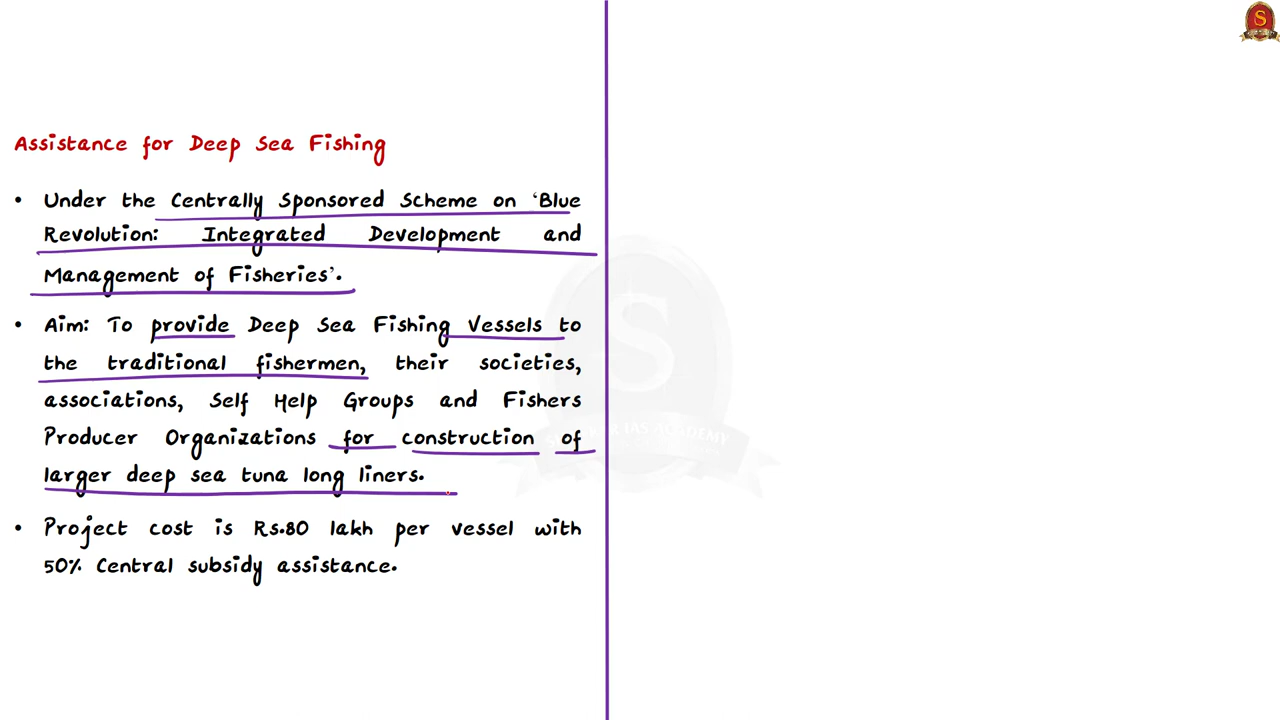 Assistance for Deep Sea Fishing
• Under the Centrally Sponsored Scheme on ‘Blue
Revolution: Integrated Development and
Management of Fisheries’.
• Aim: To provide Deep Sea Fishing Vessels to
the traditional fishermen, their societies,
associations, Self Help Groups and Fishers
Producer Organizations for construction of
larger deep sea tuna long liners.
• Project cost is Rs.80 lakh per vessel with
50% Central subsidy assistance.
S
IAS ACADEMY